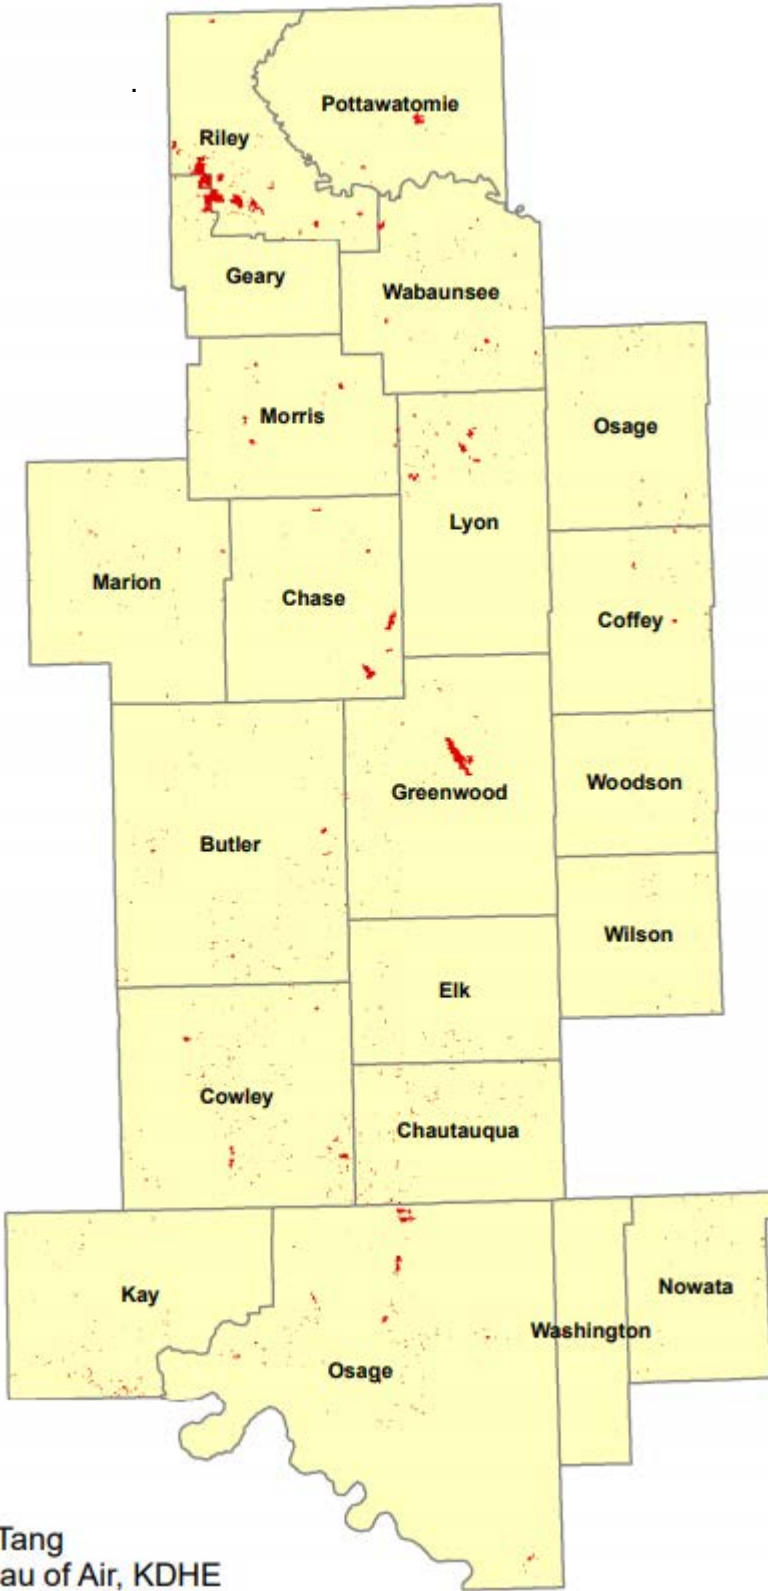 Pottawatomie
Riley
Geary
Wabaunsee
Morris
Osage
Lyon
Marion
Chase
Coffey
Greenwood
Woodson
Butler
Wilson
Elk
Cowley
Chautauqua
Kay
Nowata
Washington
Osage
Tang
au of Air, KDHE